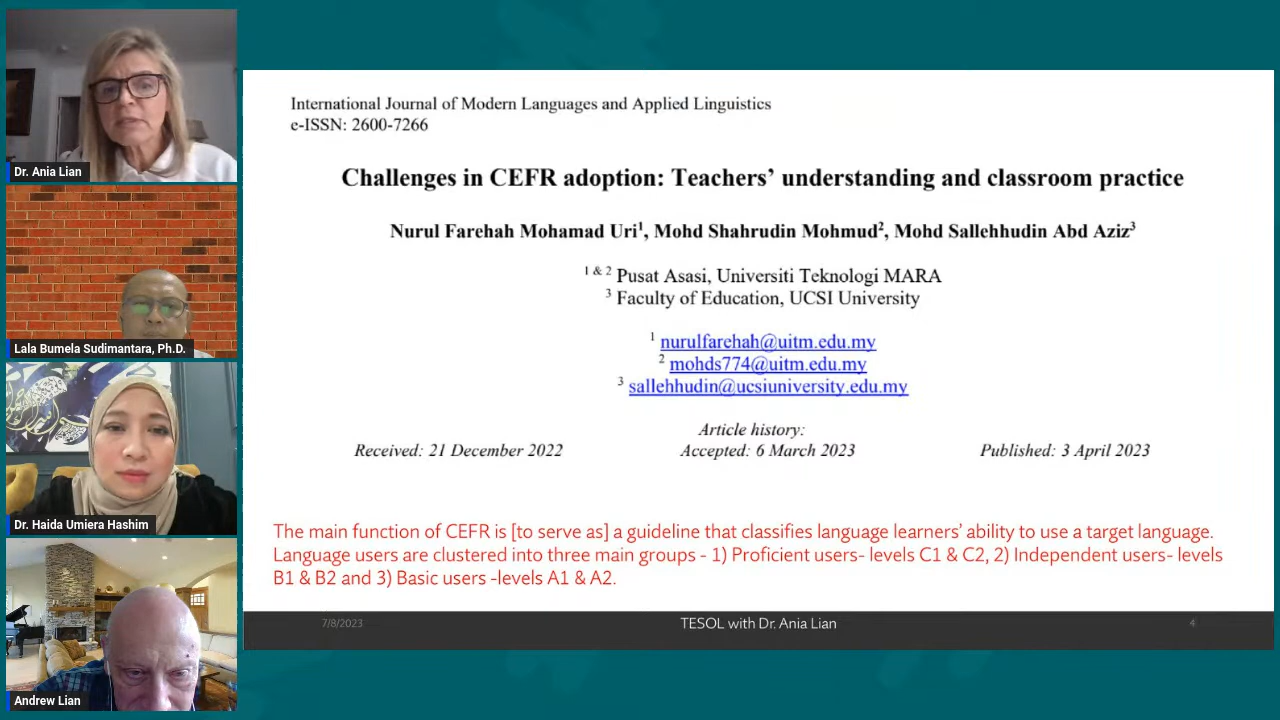 Dr. Ania Lian
Lala Bumela Sudimantara, Ph.D.
Dr. Haida Umiera Hashim
Andrew Lian
International Journal of Modern Languages and Applied Linguistics
e-ISSN: 2600-7266
Challenges in CEFR adoption: Teachers’ understanding and classroom practice
Nurul Farehah Mohamad Uri1, Mohd Shahrudin Mohmud2, Mohd Sallehhudin Abd Aziz3
1 & 2 Pusat Asasi, Universiti Teknologi MARA
3 Faculty of Education, UCSI University
1 nurulfarehah@uitm.edu.my
2 mohds774@uitm.edu.my
3 sallehhudin@ucsiuniversity.edu.my
Article history:
Received: 21 December 2022 Accepted: 6 March 2023 Published: 3 April 2023
The main function of CEFR is [to serve as] a guideline that classifies language learners’ ability to use a target language.
Language users are clustered into three main groups - 1) Proficient users- levels C1 & C2, 2) Independent users- levels
B1 & B2 and 3) Basic users -levels A1 & A2.
7/8/2023 TESOL with Dr. Ania Lian 4